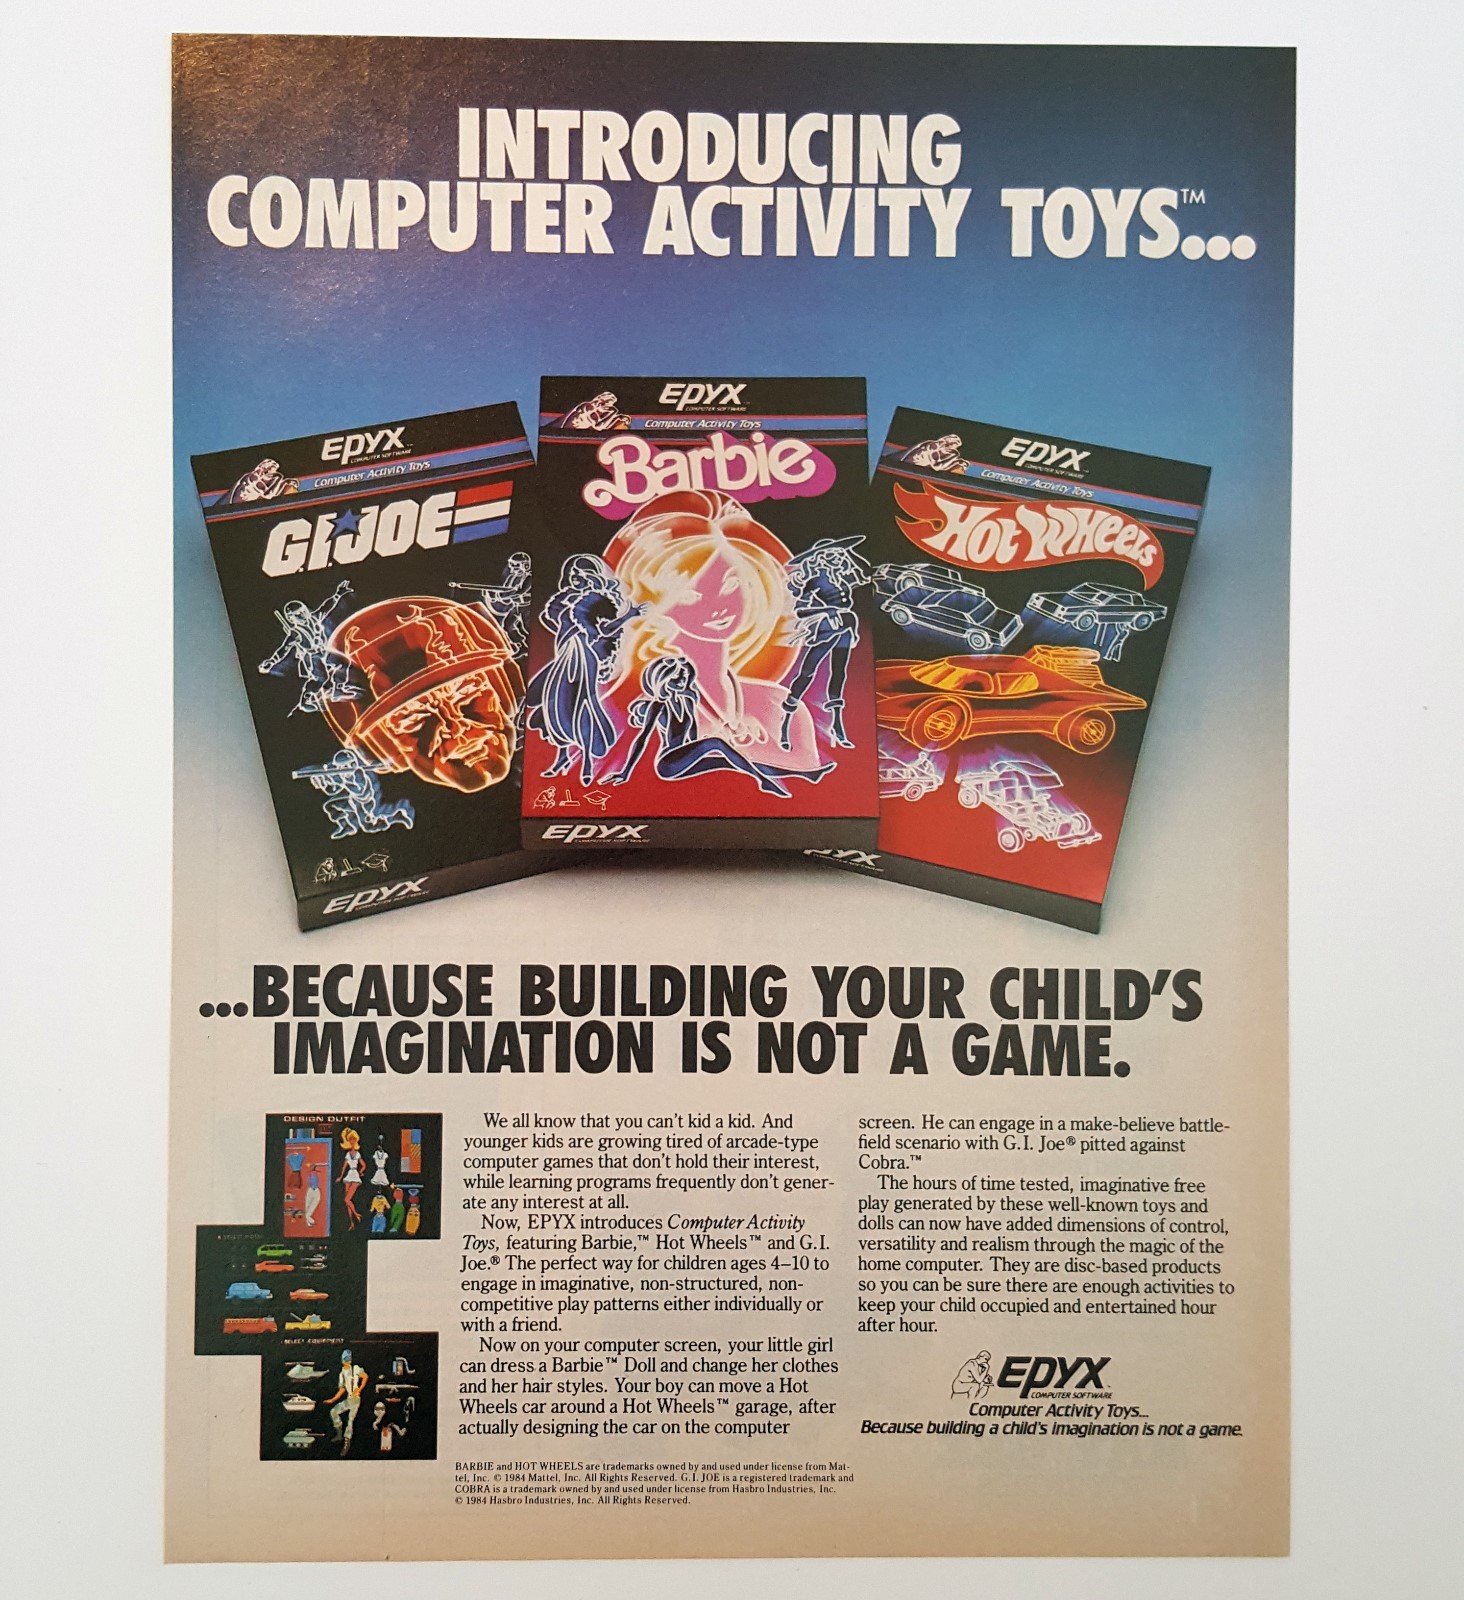 INTRODUCING
COMPUTER ACTIVITY TOYS™...
EPYX
COMPUTER SOFTWARE
Computer Activity Toys
G.I. JOE
EPYX
COMPUTER SOFTWARE
EPYX
COMPUTER SOFTWARE
Computer Activity Toys
Barbie
EPYX
COMPUTER SOFTWARE
EPYX
COMPUTER SOFTWARE
Computer Activity Toys
Hot Wheels
EPYX
...BECAUSE BUILDING YOUR CHILD'S
IMAGINATION IS NOT A GAME.
DESIGN OUTFIT
SELECT EQUIPMENT
We all know that you can't kid a kid. And
younger kids are growing tired of arcade-type
computer games that don't hold their interest,
while learning programs frequently don't gener-
ate any interest at all.
Now, EPYX introduces Computer Activity
Toys, featuring Barbie,™ Hot Wheels™ and G.I.
Joe.® The perfect way for children ages 4–10 to
engage in imaginative, non-structured, non-
competitive play patterns either individually or
with a friend.
Now on your computer screen, your little girl
can dress a Barbie™ Doll and change her clothes
and her hair styles. Your boy can move a Hot
Wheels car around a Hot Wheels™ garage, after
actually designing the car on the computer
screen. He can engage in a make-believe battle-
field scenario with G.I. Joe® pitted against
Cobra.™
The hours of time tested, imaginative free
play generated by these well-known toys and
dolls can now have added dimensions of control,
versatility and realism through the magic of the
home computer. They are disc-based products
so you can be sure there are enough activities to
keep your child occupied and entertained hour
after hour.
EPYX
COMPUTER SOFTWARE
Computer Activity Toys...
Because building a child's imagination is not a game.
BARBIE and HOT WHEELS are trademarks owned by and used under license from Mat-
tel, Inc. © 1984 Mattel, Inc. All Rights Reserved. G.I. JOE is a registered trademark and
COBRA is a trademark owned by and used under license from Hasbro Industries, Inc.
© 1984 Hasbro Industries, Inc. All Rights Reserved.